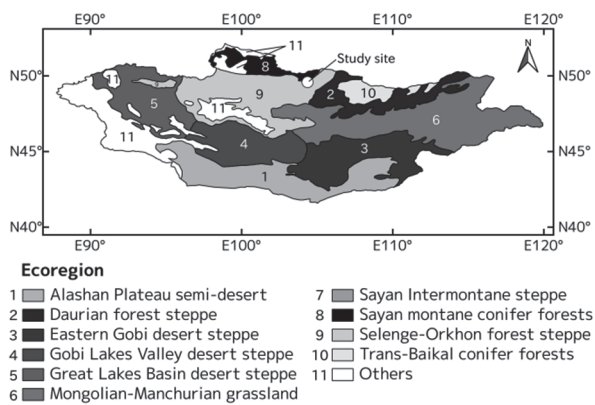 E90° E100° E110° E120°
11
N
Study site
8
N50° 11 N50°
9 2 10
5 11
6
11
4 3
N45° N45°
1
N40° N40°
E90° E100° E110° E120°
Ecoregion
1 Alashan Plateau semi-desert
2 Daurian forest steppe
3 Eastern Gobi desert steppe
4 Gobi Lakes Valley desert steppe
5 Great Lakes Basin desert steppe
6 Mongolian-Manchurian grassland
7 Sayan Intermontane steppe
8 Sayan montane conifer forests
9 Selenge-Orkhon forest steppe
10 Trans-Baikal conifer forests
11 Others